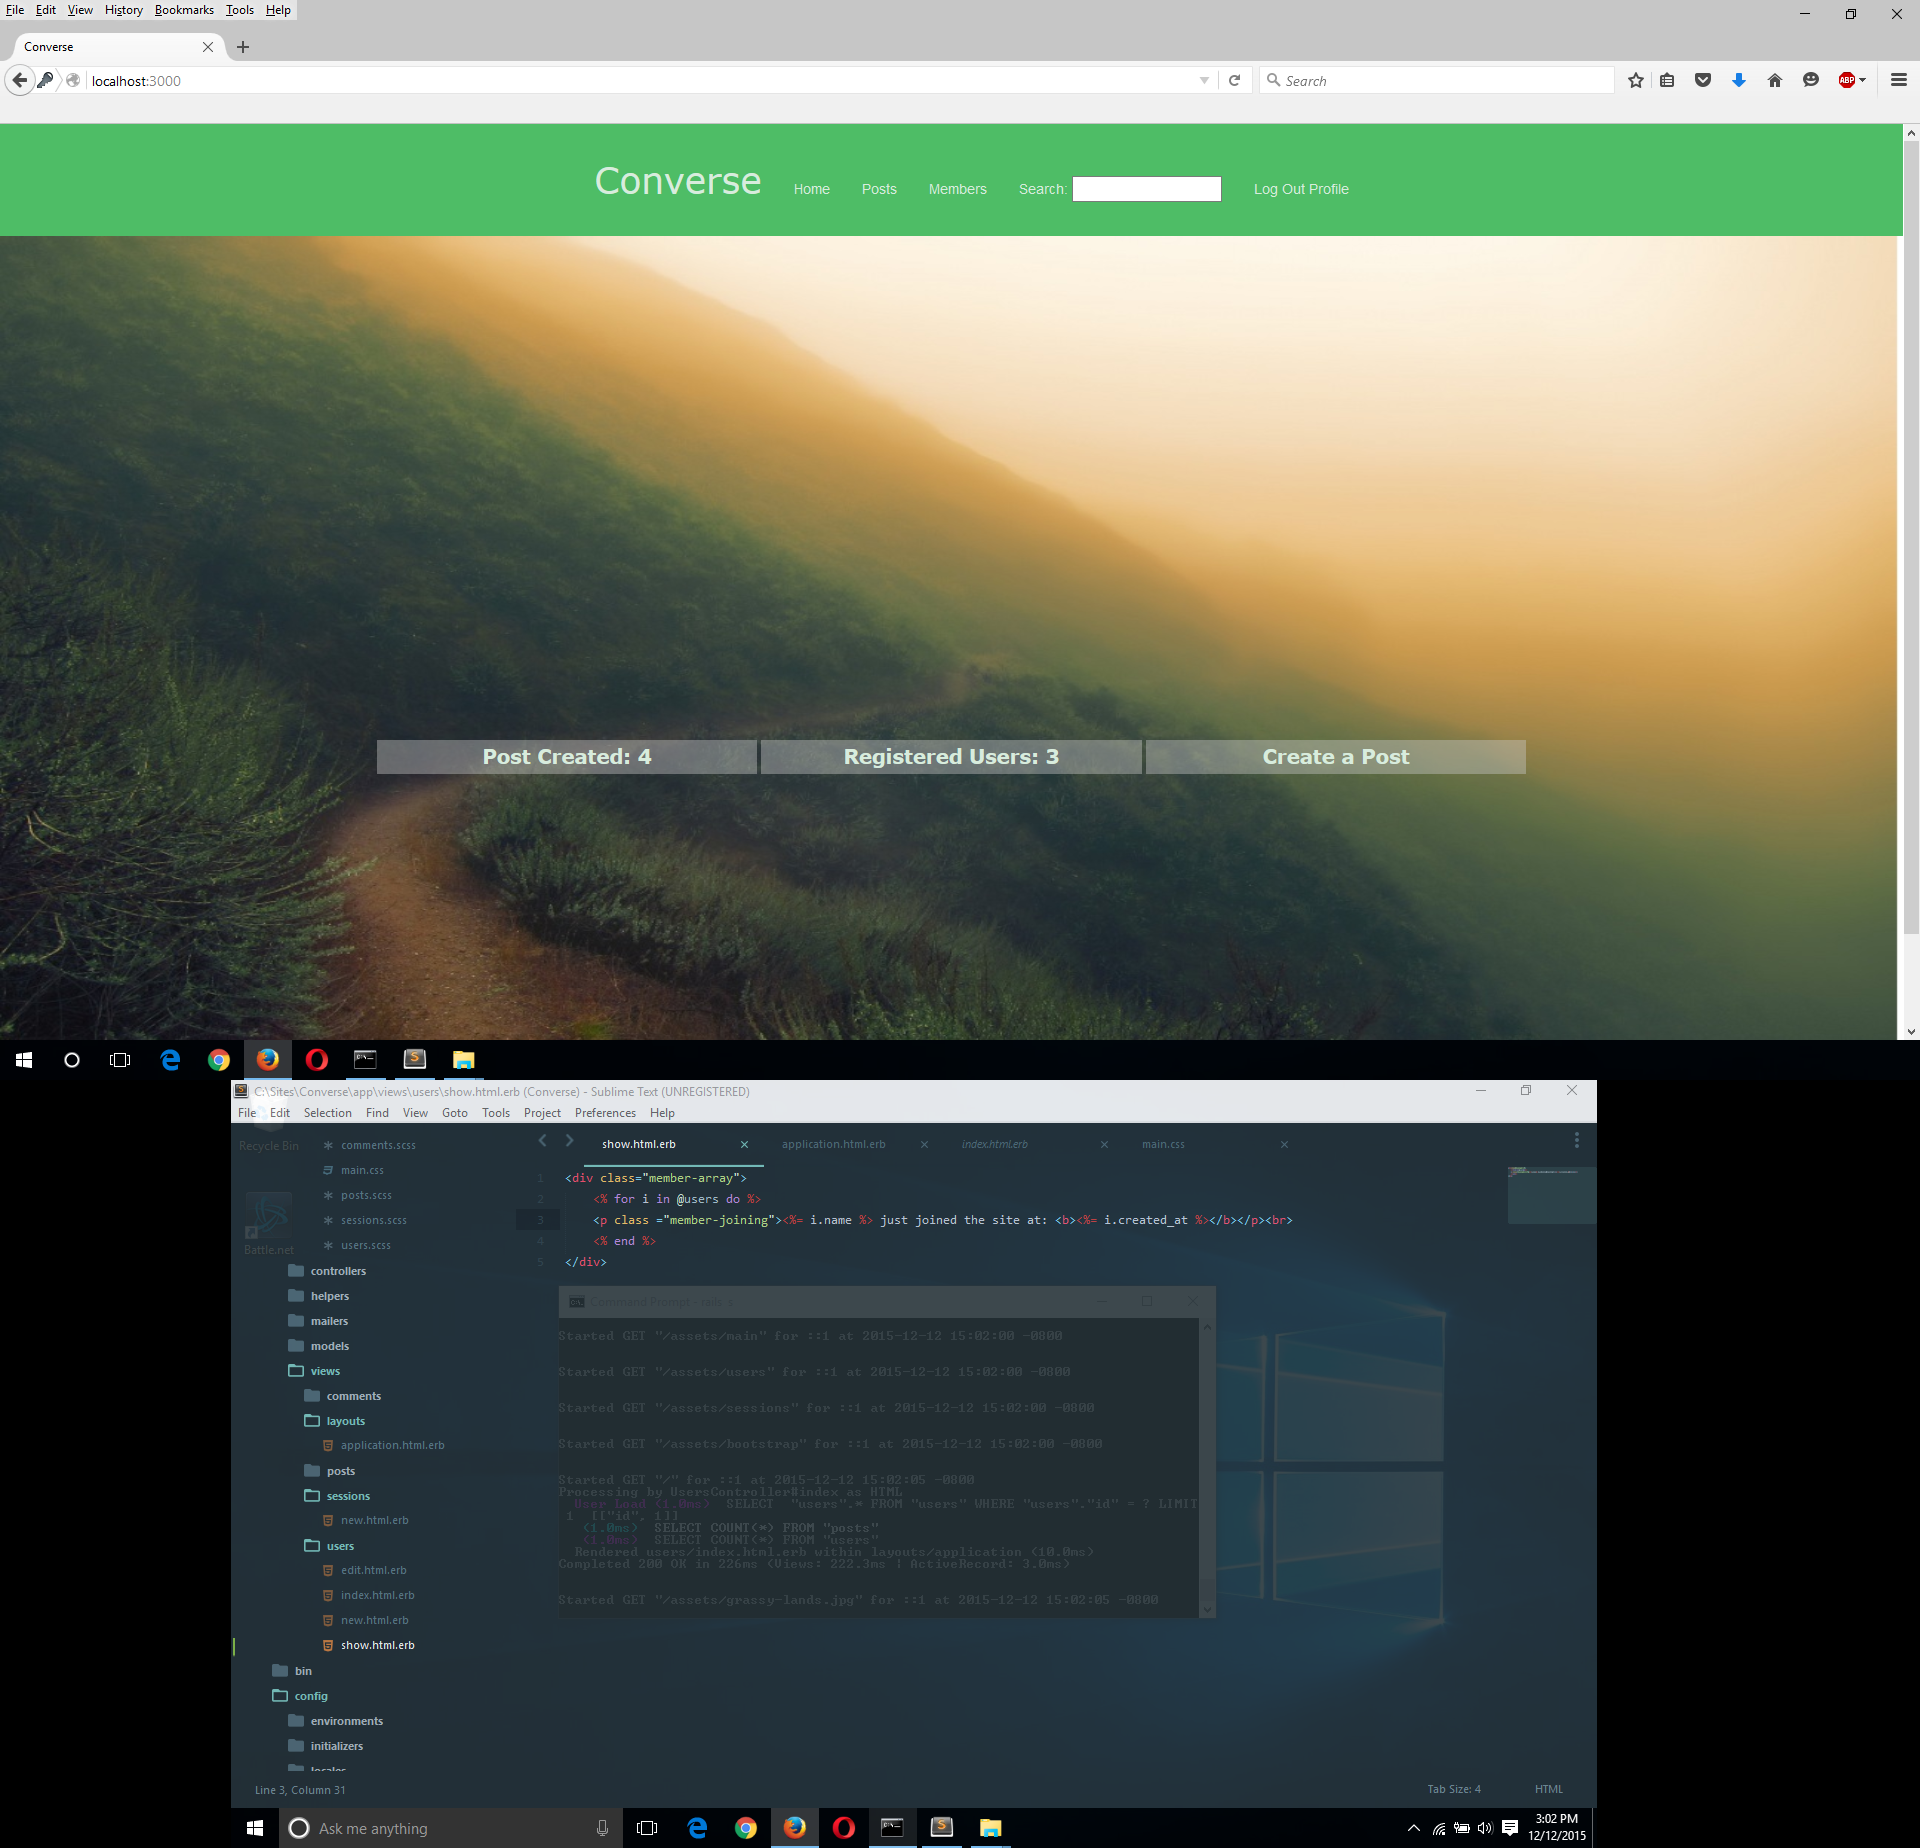 File Edit View History Bookmarks Tools Help
Converse
localhost:3000
Search
ABP
Converse Home Posts Members Search: Log Out Profile
Post Created: 4 Registered Users: 3 Create a Post
C:\Sites\Converse\app\views\users\show.html.erb (Converse) - Sublime Text (UNREGISTERED)
File Edit Selection Find View Goto Tools Project Preferences Help
Recycle Bin
Battle.net
comments.scss
main.css
posts.scss
sessions.scss
users.scss
controllers
helpers
mailers
models
views
comments
layouts
application.html.erb
posts
sessions
new.html.erb
users
edit.html.erb
index.html.erb
new.html.erb
show.html.erb
bin
config
environments
initializers
locales
show.html.erb application.html.erb index.html.erb main.css
1 <div class="member-array">
2 <% for i in @users do %>
3 <p class ="member-joining"><%= i.name %> just joined the site at: <b><%= i.created_at %></b></p><br>
4 <% end %>
5 </div>
Command Prompt - rails s
Started GET "/assets/main" for ::1 at 2015-12-12 15:02:00 -0800
Started GET "/assets/users" for ::1 at 2015-12-12 15:02:00 -0800
Started GET "/assets/sessions" for ::1 at 2015-12-12 15:02:00 -0800
Started GET "/assets/bootstrap" for ::1 at 2015-12-12 15:02:00 -0800
Started GET "/" for ::1 at 2015-12-12 15:02:05 -0800
Processing by UsersController#index as HTML
User Load (1.0ms) SELECT "users".* FROM "users" WHERE "users"."id" = ? LIMIT
1 [["id", 1]]
(1.0ms) SELECT COUNT(*) FROM "posts"
(1.0ms) SELECT COUNT(*) FROM "users"
Rendered users/index.html.erb within layouts/application (10.0ms)
Completed 200 OK in 226ms (Views: 222.3ms | ActiveRecord: 3.0ms)
Started GET "/assets/grassy-lands.jpg" for ::1 at 2015-12-12 15:02:05 -0800
Line 3, Column 31 Tab Size: 4 HTML
Ask me anything
3:02 PM
12/12/2015